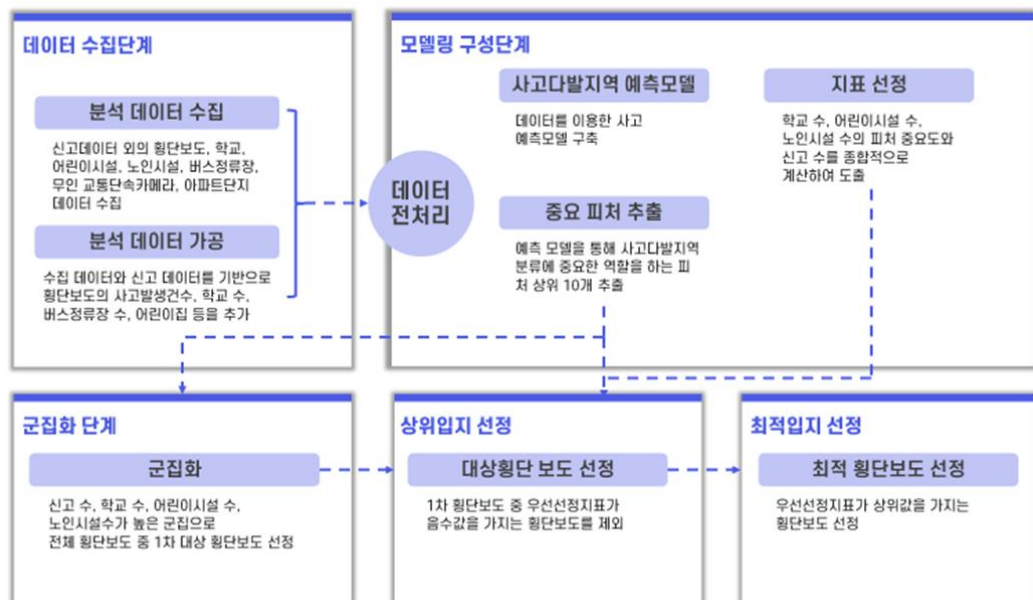 데이터 수집단계
분석 데이터 수집
신고데이터 외의 횡단보도, 학교,
어린이시설, 노인시설, 버스정류장,
무인 교통단속카메라, 아파트단지
데이터 수집
분석 데이터 가공
수집 데이터와 신고 데이터를 기반으로
횡단보도의 사고발생건수, 학교 수,
버스정류장 수, 어린이집 등을 추가
데이터
전처리
모델링 구성단계
사고다발지역 예측모델
데이터를 이용한 사고
예측모델 구축
중요 피처 추출
예측 모델을 통해 사고다발지역
분류에 중요한 역할을 하는 피
처 상위 10개 추출
지표 선정
학교 수, 어린이시설 수,
노인시설 수의 피처 중요도와
신고 수를 종합적으로
계산하여 도출
군집화 단계
군집화
신고 수, 학교 수, 어린이시설 수,
노인시설수가 높은 군집으로
전체 횡단보도 중 1차 대상 횡단보도 선정
상위입지 선정
대상횡단 보도 선정
1차 횡단보도 중 우선선정지표가
음수값을 가지는 횡단보도를 제외
최적입지 선정
최적 횡단보도 선정
우선선정지표가 상위값을 가지는
횡단보도 선정